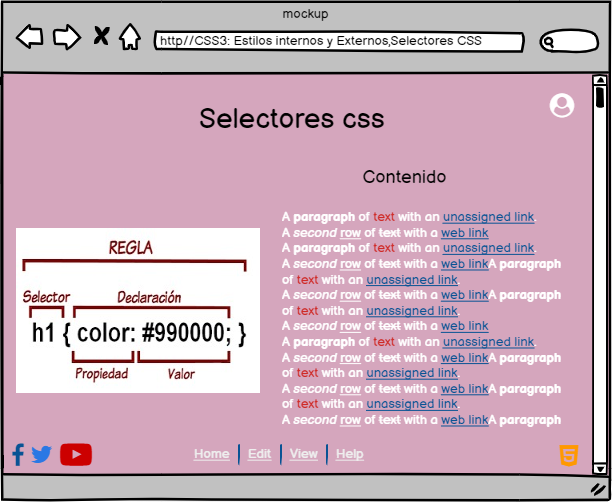 mockup
http//CSS3: Estilos internos y Externos,Selectores CSS
Selectores css
Contenido
REGLA
Selector
Declaración
h1 { color: #990000; }
Propiedad
Valor
A paragraph of text with an unassigned link.
A second row of text with a web link
A paragraph of text with an unassigned link.
A second row of text with a web linkA paragraph
of text with an unassigned link.
A second row of text with a web linkA paragraph
of text with an unassigned link.
A second row of text with a web link
A paragraph of text with an unassigned link.
A second row of text with a web linkA paragraph
of text with an unassigned link.
A second row of text with a web linkA paragraph
of text with an unassigned link.
A second row of text with a web linkA paragraph
Home | Edit | View | Help
5